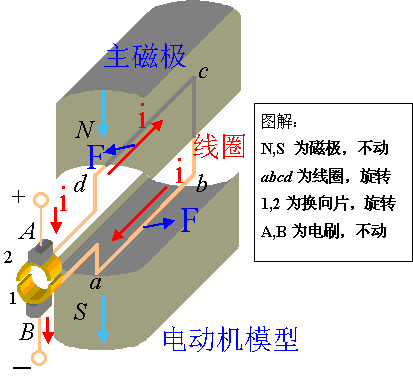 主磁极
c
N
i
线圈
F
i
d
b
i
F
+
A
2
1
a
S
B
电动机模型
—
图解：
N,S 为磁极，不动
abcd 为线圈，旋转
1,2 为换向片，旋转
A,B 为电刷，不动